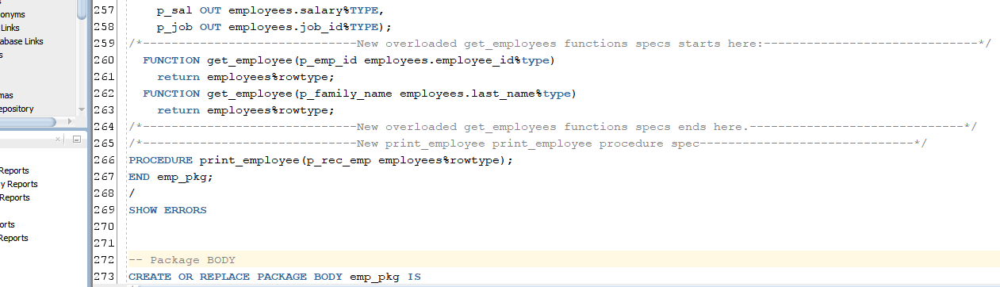 onyms
Links
abase Links
s
mas
epository
Reports
y Reports
Reports
orts
Reports
257 p_sal OUT employees.salary%TYPE,
258 p_job OUT employees.job_id%TYPE);
259 /*------------------------------New overloaded get_employees functions specs starts here:------------------------------*/
260 FUNCTION get_employee(p_emp_id employees.employee_id%type)
261 return employees%rowtype;
262 FUNCTION get_employee(p_family_name employees.last_name%type)
263 return employees%rowtype;
264 /*------------------------------New overloaded get_employees functions specs ends here.------------------------------*/
265 /*------------------------------New print_employee print_employee procedure spec------------------------------*/
266 PROCEDURE print_employee(p_rec_emp employees%rowtype);
267 END emp_pkg;
268 /
269 SHOW ERRORS
270
271
272 -- Package BODY
273 CREATE OR REPLACE PACKAGE BODY emp_pkg IS